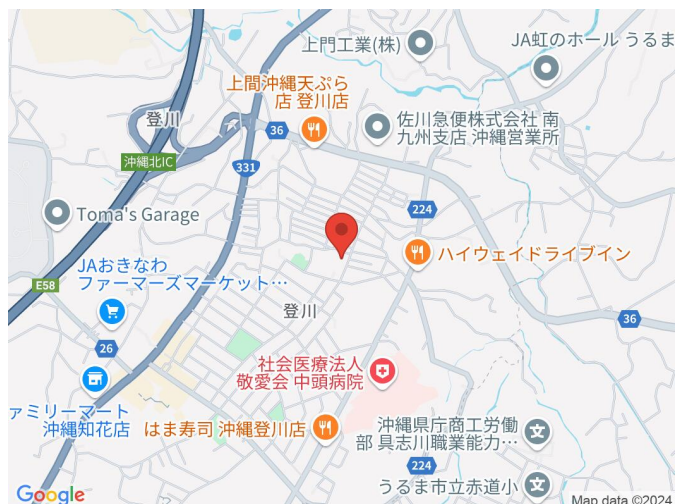 上門工業(株)
JA虹のホール うるま
上間沖縄天ぷら
店 登川店
登川
36
佐川急便株式会社 南
九州支店 沖縄営業所
沖縄北IC
331
Toma's Garage
224
ハイウェイドライブイン
JAおきなわ
ファーマーズマーケット…
E58
登川
36
26
社会医療法人
敬愛会 中頭病院
ァミリーマート
沖縄知花店
はま寿司 沖縄登川店
沖縄県庁商工労働
部 具志川職業能力…
224
うるま市立赤道小
Google
Map data ©2024